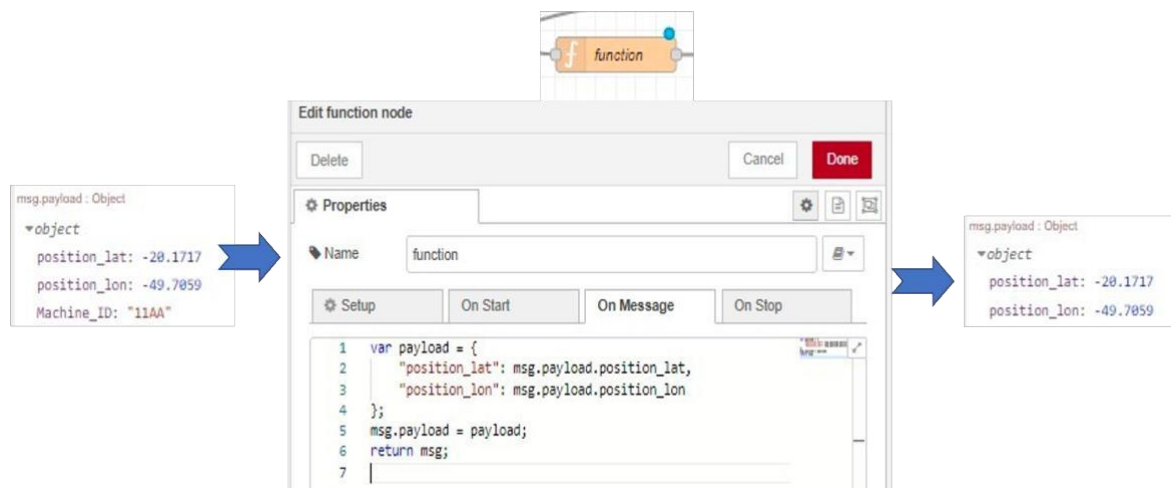 function
Edit function node
Delete
Cancel
Done
Properties
Name
function
Setup
On Start
On Message
On Stop
1 var payload = {
2 "position_lat": msg.payload.position_lat,
3 "position_lon": msg.payload.position_lon
4 };
5 msg.payload = payload;
6 return msg;
7
msg.payload : Object
object
position_lat: -20.1717
position_lon: -49.7059
Machine_ID: "11AA"
msg.payload : Object
object
position_lat: -20.1717
position_lon: -49.7059